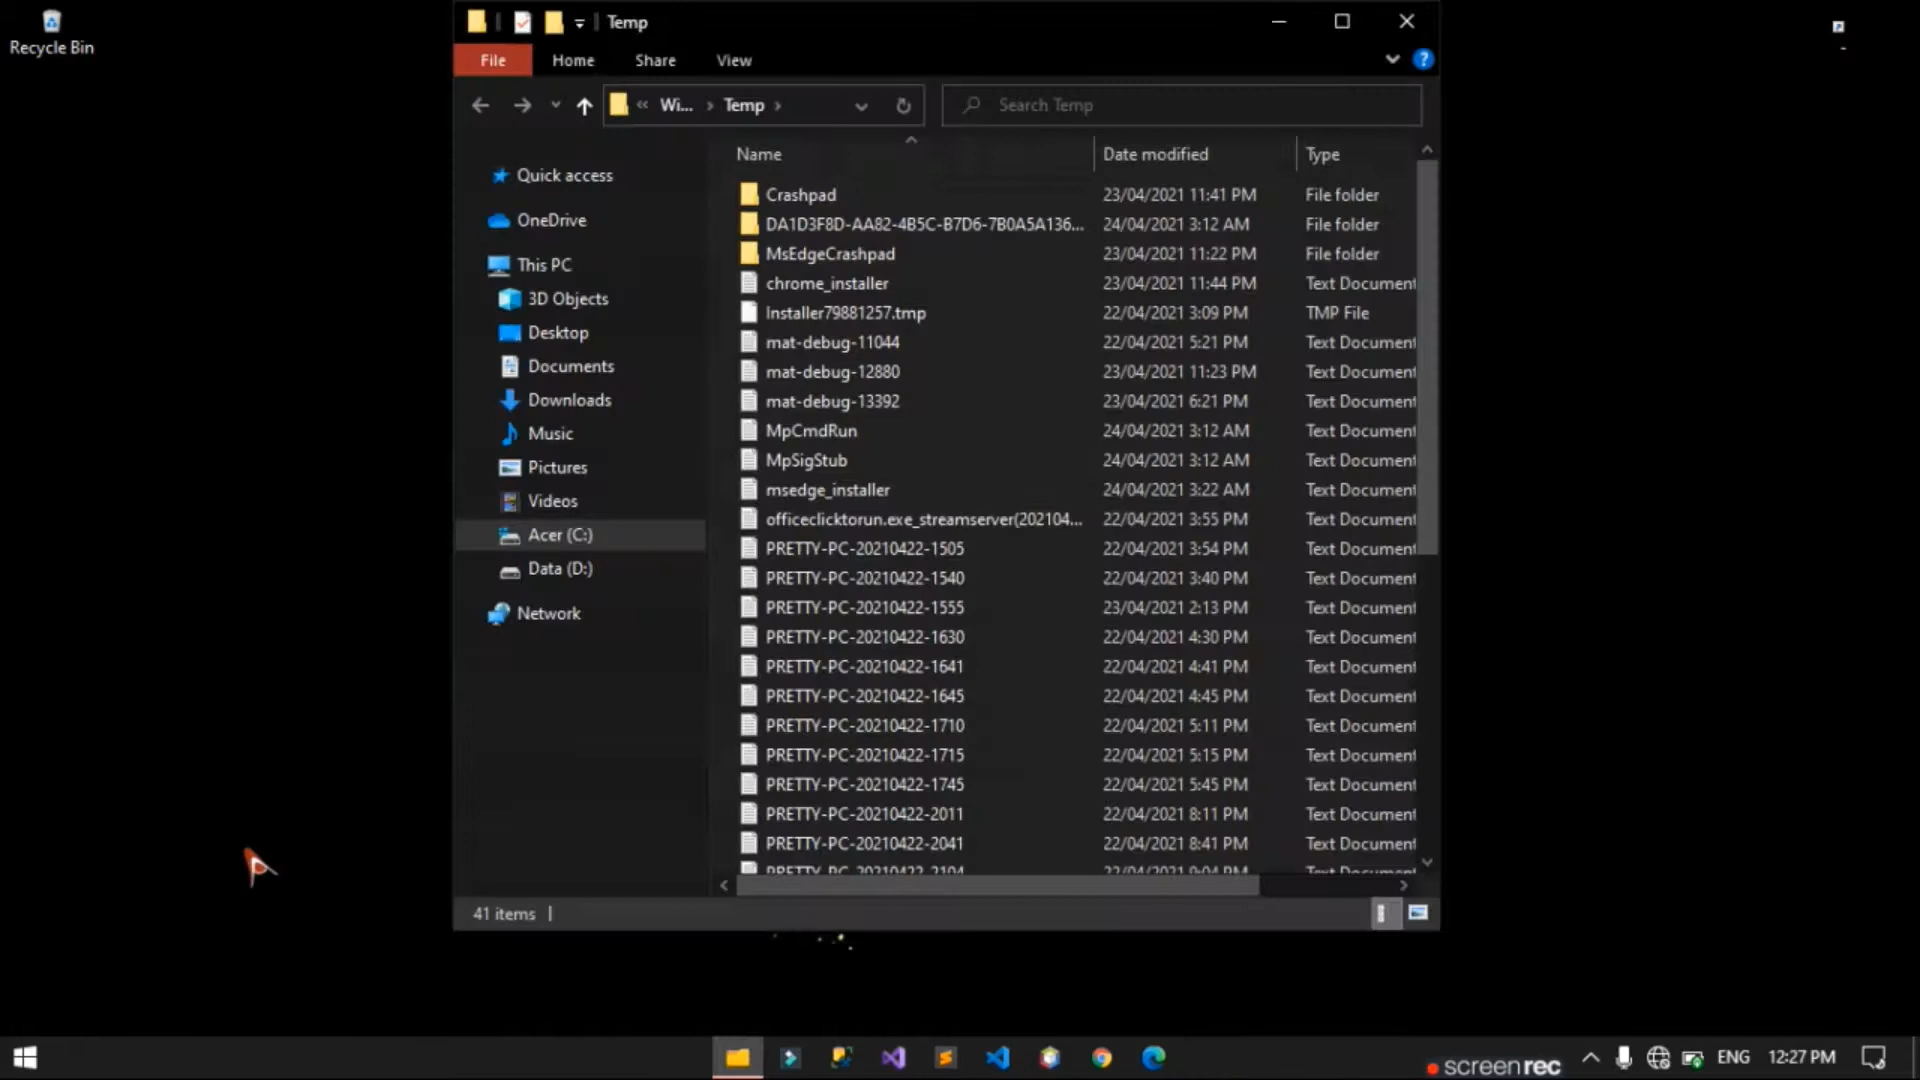 Recycle Bin
Temp
File Home Share View
Wi... Temp
Search Temp
Name Date modified Type
Quick access
OneDrive
This PC
3D Objects
Desktop
Documents
Downloads
Music
Pictures
Videos
Acer (C:)
Data (D:)
Network
Crashpad 23/04/2021 11:41 PM File folder
DA1D3F8D-AA82-4B5C-B7D6-7B0A5A136... 24/04/2021 3:12 AM File folder
MsEdgeCrashpad 23/04/2021 11:22 PM File folder
chrome_installer 23/04/2021 11:44 PM Text Document
Installer79881257.tmp 22/04/2021 3:09 PM TMP File
mat-debug-11044 22/04/2021 5:21 PM Text Document
mat-debug-12880 23/04/2021 11:23 PM Text Document
mat-debug-13392 23/04/2021 6:21 PM Text Document
MpCmdRun 24/04/2021 3:12 AM Text Document
MpSigStub 24/04/2021 3:12 AM Text Document
msedge_installer 24/04/2021 3:22 AM Text Document
officeclicktorun.exe_streamserver(202104... 22/04/2021 3:55 PM Text Document
PRETTY-PC-20210422-1505 22/04/2021 3:54 PM Text Document
PRETTY-PC-20210422-1540 22/04/2021 3:40 PM Text Document
PRETTY-PC-20210422-1555 23/04/2021 2:13 PM Text Document
PRETTY-PC-20210422-1630 22/04/2021 4:30 PM Text Document
PRETTY-PC-20210422-1641 22/04/2021 4:41 PM Text Document
PRETTY-PC-20210422-1645 22/04/2021 4:45 PM Text Document
PRETTY-PC-20210422-1710 22/04/2021 5:11 PM Text Document
PRETTY-PC-20210422-1715 22/04/2021 5:15 PM Text Document
PRETTY-PC-20210422-1745 22/04/2021 5:45 PM Text Document
PRETTY-PC-20210422-2011 22/04/2021 8:11 PM Text Document
PRETTY-PC-20210422-2041 22/04/2021 8:41 PM Text Document
PRETTY-PC-20210422-2104 22/04/2021 9:04 PM Text Document
41 items
screenrec ENG 12:27 PM